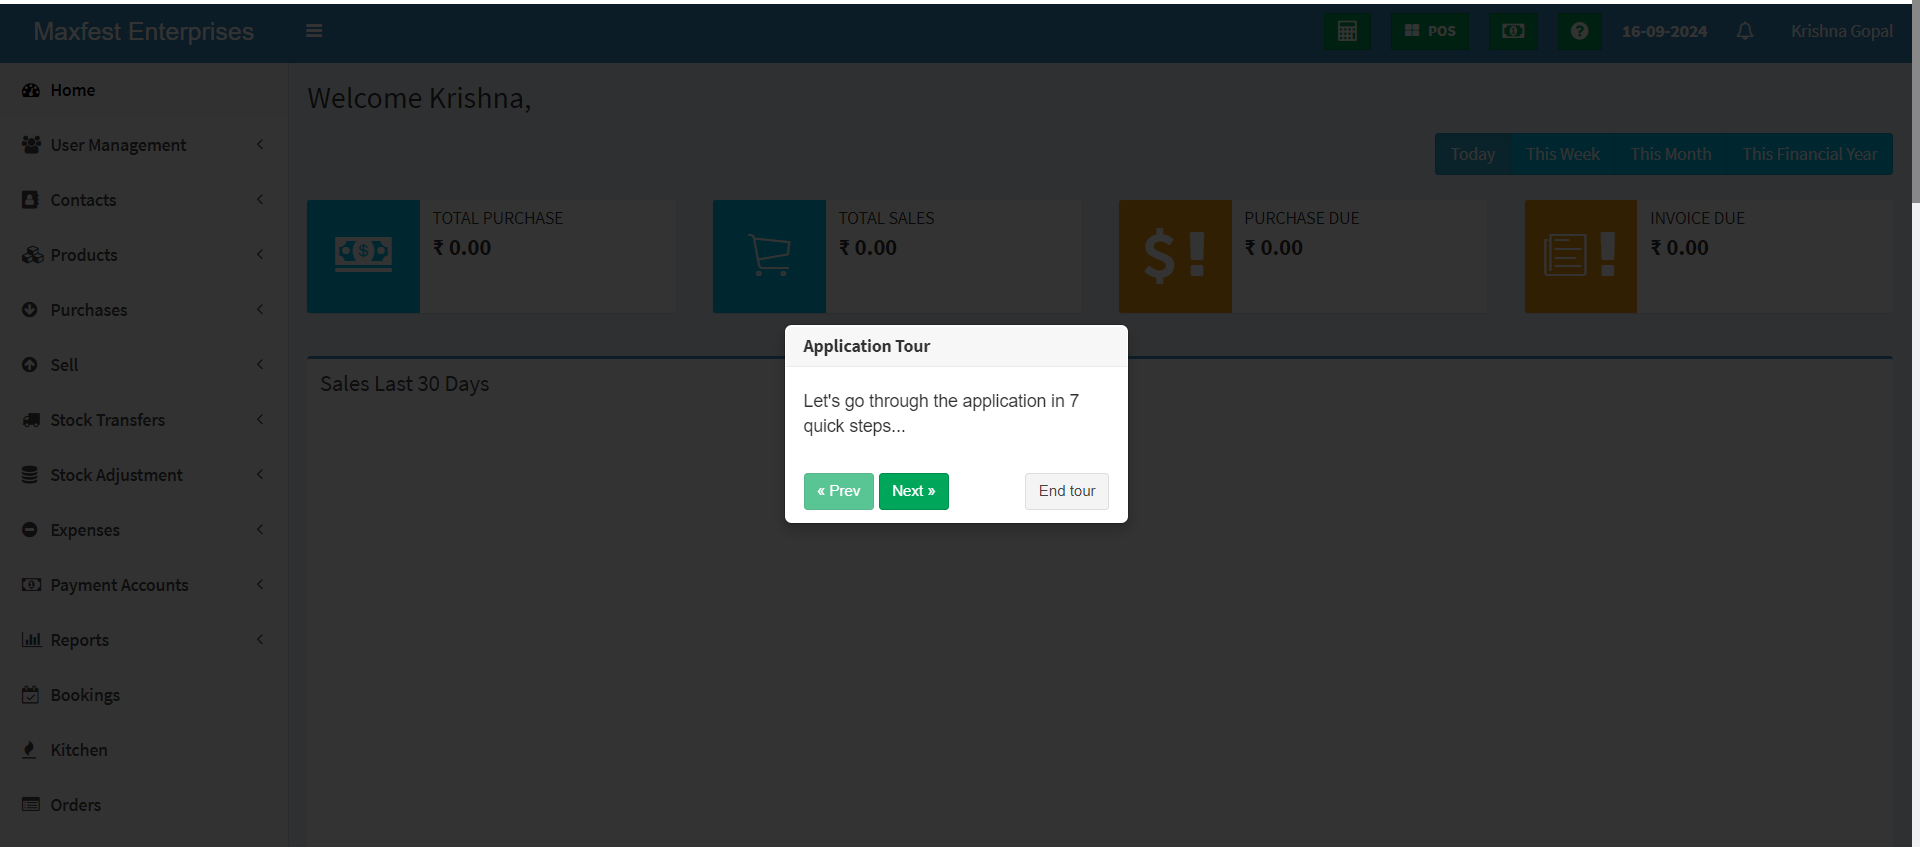 Maxfest Enterprises
POS
16-09-2024
Krishna Gopal
Home
User Management
Contacts
Products
Purchases
Sell
Stock Transfers
Stock Adjustment
Expenses
Payment Accounts
Reports
Bookings
Kitchen
Orders
Welcome Krishna,
Today This Week This Month This Financial Year
TOTAL PURCHASE
₹ 0.00
TOTAL SALES
₹ 0.00
PURCHASE DUE
₹ 0.00
INVOICE DUE
₹ 0.00
Sales Last 30 Days
Application Tour
Let's go through the application in 7
quick steps...
« Prev Next » End tour